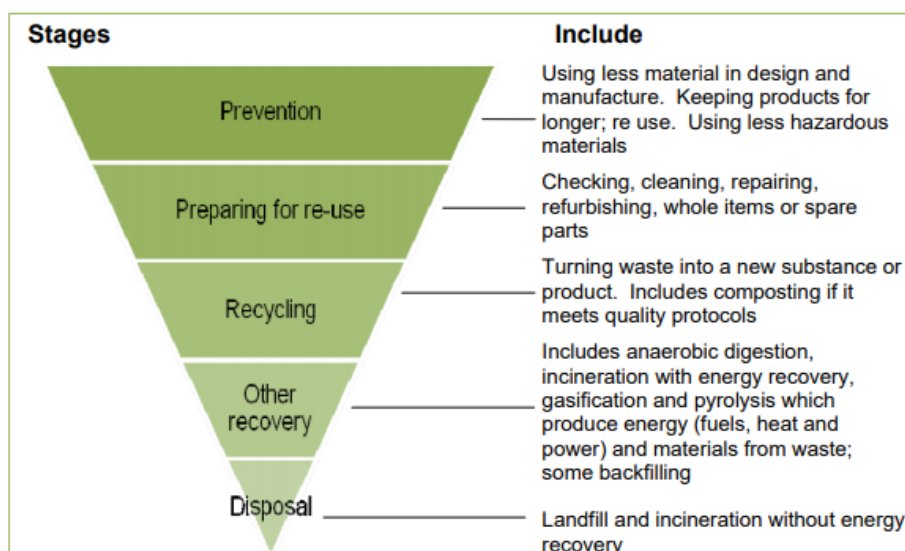 Stages
Include
Prevention
Using less material in design and
manufacture.  Keeping products for
longer; re use.  Using less hazardous
materials
Preparing for re-use
Checking, cleaning, repairing,
refurbishing, whole items or spare
parts
Recycling
Turning waste into a new substance or
product.  Includes composting if it
meets quality protocols
Other
recovery
Includes anaerobic digestion,
incineration with energy recovery,
gasification and pyrolysis which
produce energy (fuels, heat and
power) and materials from waste;
some backfilling
Disposal
Landfill and incineration without energy
recovery